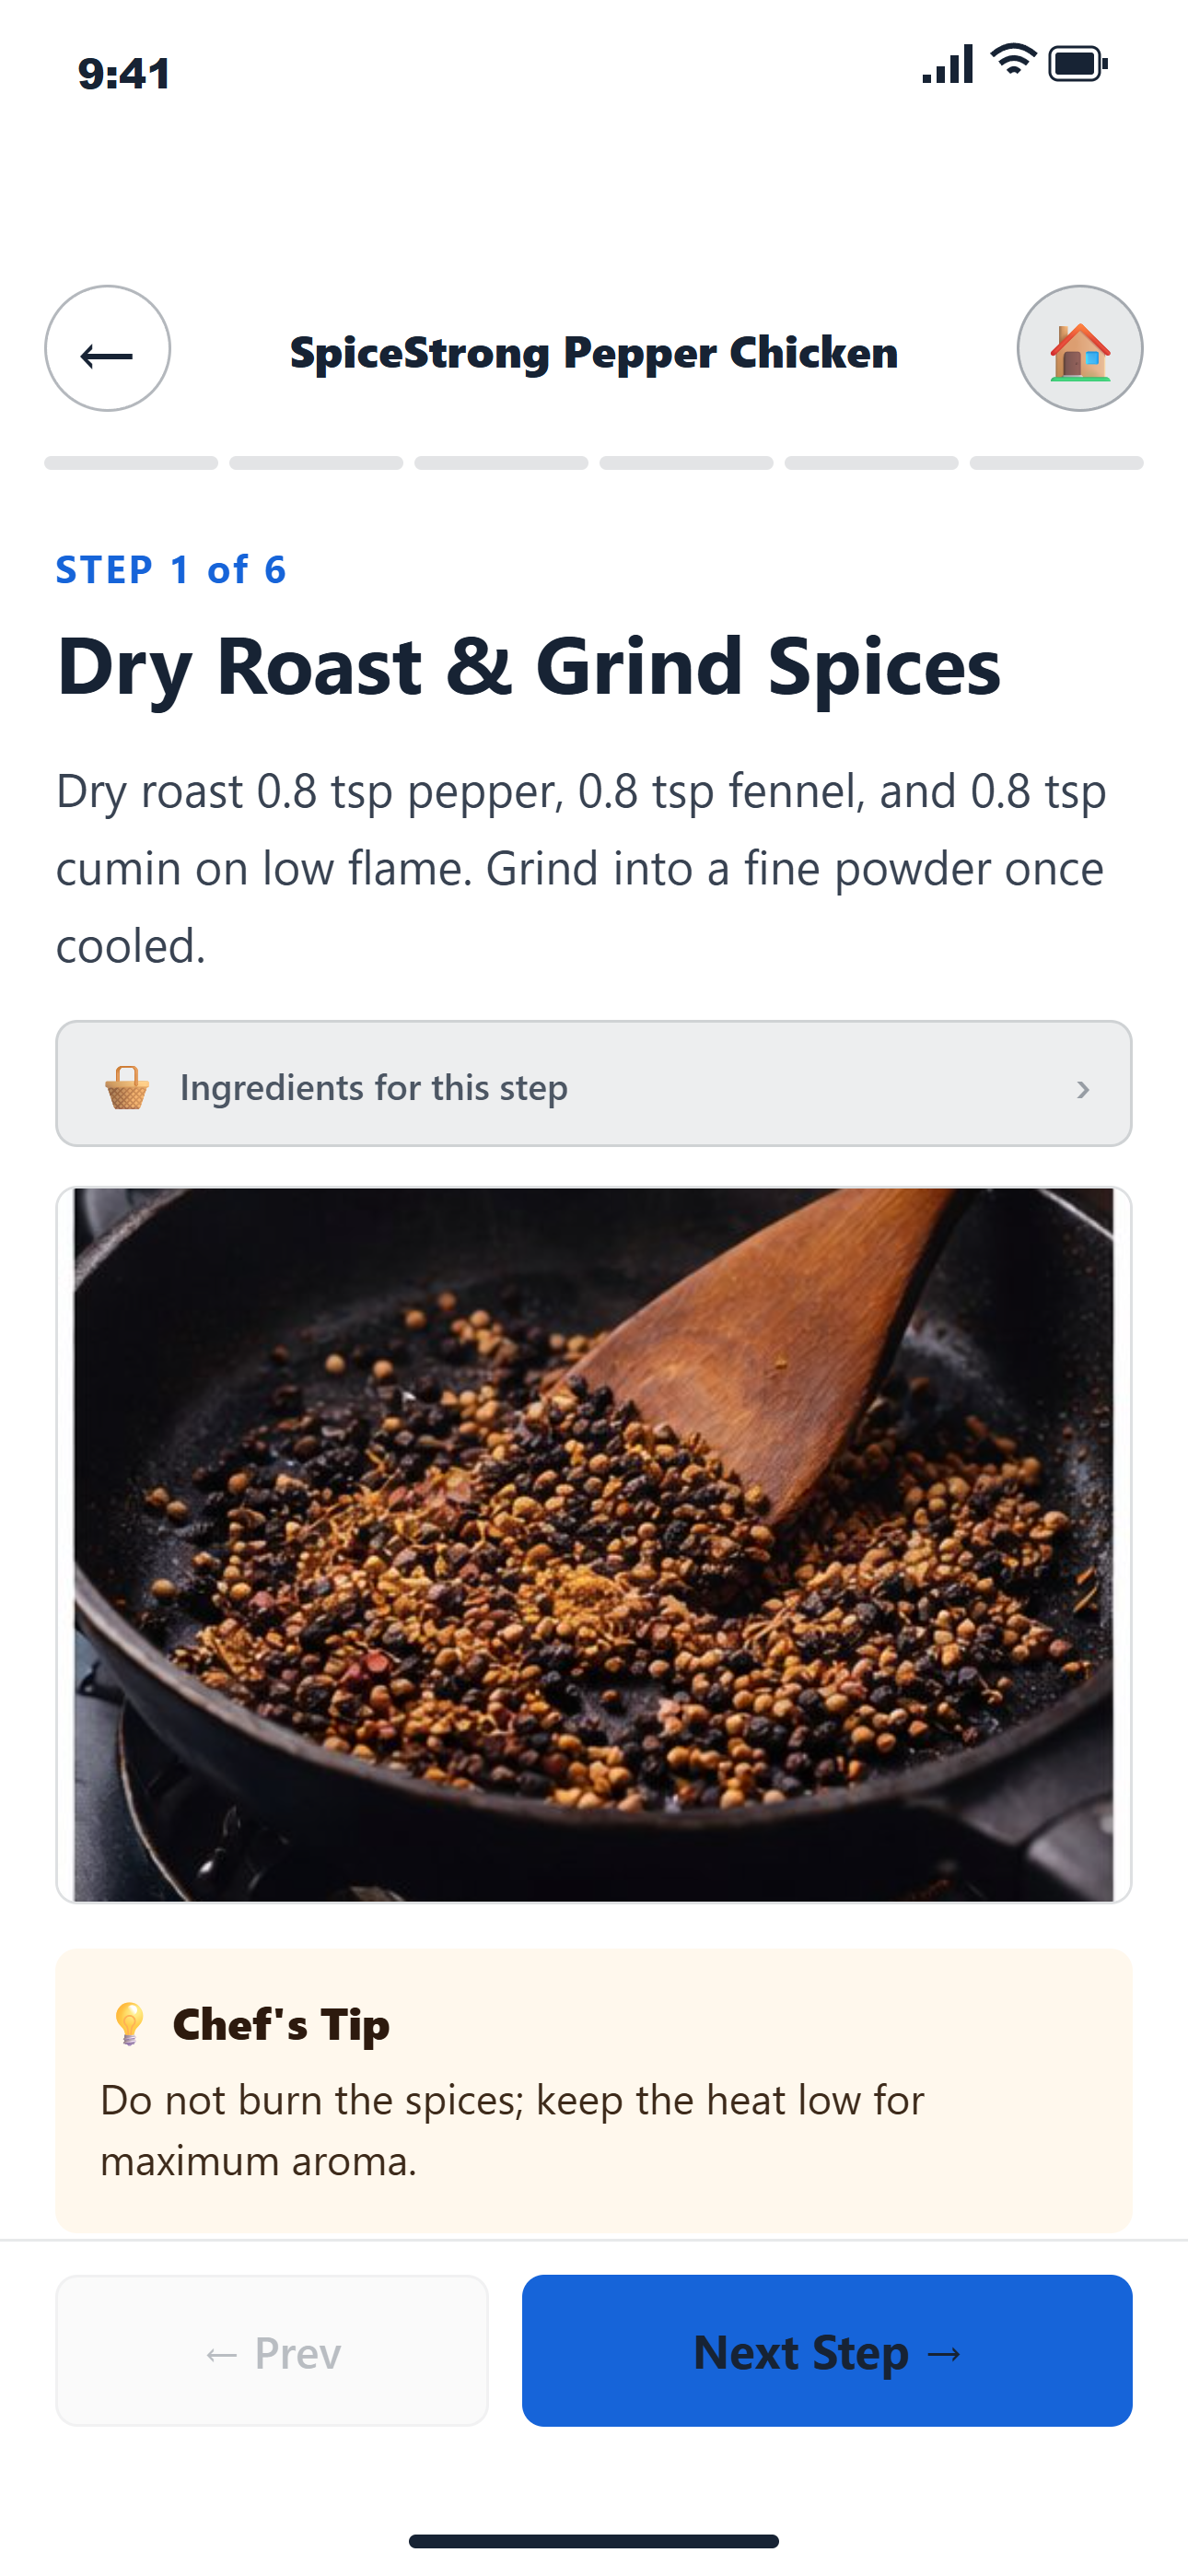 9:41
SpiceStrong Pepper Chicken
STEP 1 of 6
Dry Roast & Grind Spices
Dry roast 0.8 tsp pepper, 0.8 tsp fennel, and 0.8 tsp
cumin on low flame. Grind into a fine powder once
cooled.
Ingredients for this step
Chef's Tip
Do not burn the spices; keep the heat low for
maximum aroma.
← Prev
Next Step →